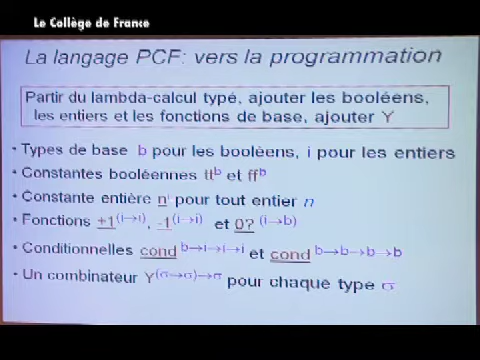 Le Collège de France
La langage PCF: vers la programmation
Partir du lambda-calcul typé, ajouter les booléens,
les entiers et les fonctions de base, ajouter Y
• Types de base b pour les booléens, i pour les entiers
• Constantes booléennes ttᵇ et ffᵇ
• Constante entière nⁱ pour tout entier n
• Fonctions +1⁽ⁱ→ⁱ⁾, -1⁽ⁱ→ⁱ⁾ et 0? ⁽ⁱ→ᵇ⁾
• Conditionnelles cond ᵇ→ⁱ→ⁱ→ⁱ et cond ᵇ→ᵇ→ᵇ→ᵇ
• Un combinateur Y^(σ→σ)→σ pour chaque type σ